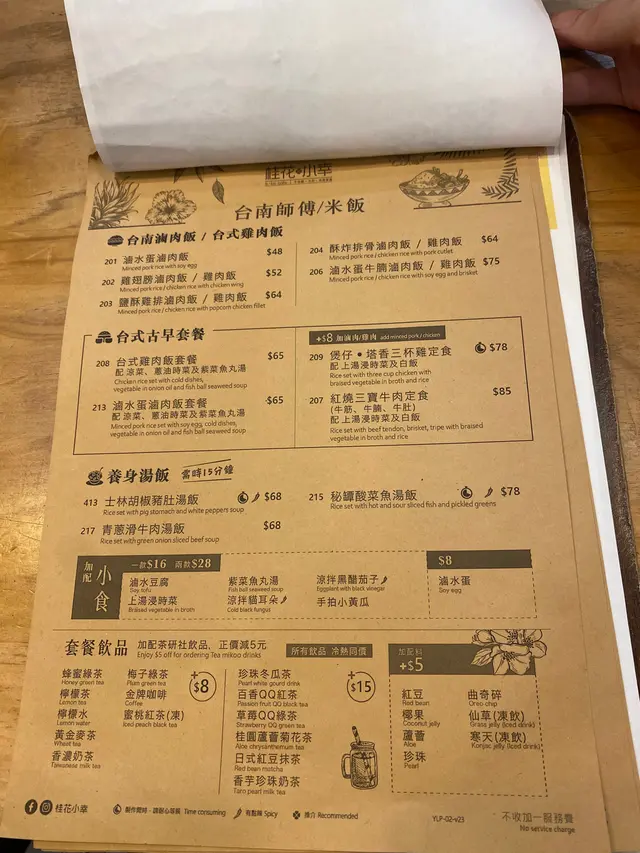 桂花•小幸
台南師傅/米飯
台南滷肉飯 / 台式雞肉飯
201 滷水蛋滷肉飯 $48
Minced pork rice with soy egg
202 雞翅膀滷肉飯 / 雞肉飯 $52
Minced pork rice / chicken rice with chicken wing
203 鹽酥雞排滷肉飯 / 雞肉飯 $64
Minced pork rice / chicken rice with popcorn chicken fillet
204 酥炸排骨滷肉飯 / 雞肉飯 $64
Minced pork rice / chicken rice with pork cutlet
206 滷水蛋牛腩滷肉飯 / 雞肉飯 $75
Minced pork rice / chicken rice with soy egg and brisket
台式古早套餐
208 台式雞肉飯套餐 $65
配 涼菜、蔥油時菜及紫菜魚丸湯
Chicken rice set with cold dishes,
vegetable in onion oil and fish ball seaweed soup
213 滷水蛋滷肉飯套餐 $65
配 涼菜、蔥油時菜及紫菜魚丸湯
Minced pork rice set with soy egg, cold dishes,
vegetable in onion oil and fish ball seaweed soup
+$8 加滷肉/雞肉 add minced pork / chicken
209 煲仔•塔香三杯雞定食 $78
配 上湯浸時菜及白飯
Rice set with three cup chicken with
braised vegetable in broth and rice
207 紅燒三寶牛肉定食 $85
(牛筋、牛腩、牛肚)
配 上湯浸時菜及白飯
Rice set with beef tendon, brisket, tripe with braised
vegetable in broth and rice
養身湯飯 需時15分鐘
413 士林胡椒豬肚湯飯 $68
Rice set with pig stomach and white peppers soup
217 青蔥滑牛肉湯飯 $68
Rice set with green onion sliced beef soup
215 秘罈酸菜魚湯飯 $78
Rice set with hot and sour sliced fish and pickled greens
加配 小食
一款$16 兩款$28
滷水豆腐
Soy tofu
上湯浸時菜
Braised vegetable in broth
紫菜魚丸湯
Fish ball seaweed soup
涼拌貓耳朵
Cold black fungus
涼拌黑醋茄子
Eggplant with black vinegar
手拍小黃瓜
$8
滷水蛋
Soy egg
套餐飲品 加配茶研社飲品、正價減5元
Enjoy $5 off for ordering Tea mikoo drinks
所有飲品 冷熱同價
+$8
蜂蜜綠茶
Honey green tea
檸檬茶
Lemon tea
檸檬水
Lemon water
黃金麥茶
Wheat tea
香濃奶茶
Taiwanese milk tea
梅子綠茶
Plum green tea
金牌咖啡
Coffee
蜜桃紅茶(凍)
Iced peach black tea
+$15
珍珠冬瓜茶
Pearl white gourd drink
百香QQ紅茶
Passion fruit QQ black tea
草莓QQ綠茶
Strawberry QQ green tea
桂圓蘆薈菊花茶
Aloe chrysanthemum tea
日式紅豆抹茶
Red bean matcha
香芋珍珠奶茶
Taro pearl milk tea
加配料
+$5
紅豆
Red bean
椰果
Coconut jelly
蘆薈
Aloe
珍珠
Pearl
曲奇碎
Oreo chip
仙草(凍飲)
Grass jelly (Iced drink)
寒天(凍飲)
Konjac jelly (Iced drink)
桂花小幸
製作需時，請耐心等候 Time consuming
有點辣 Spicy
推介 Recommended
YLP-02-v23
不收加一服務費
No service charge